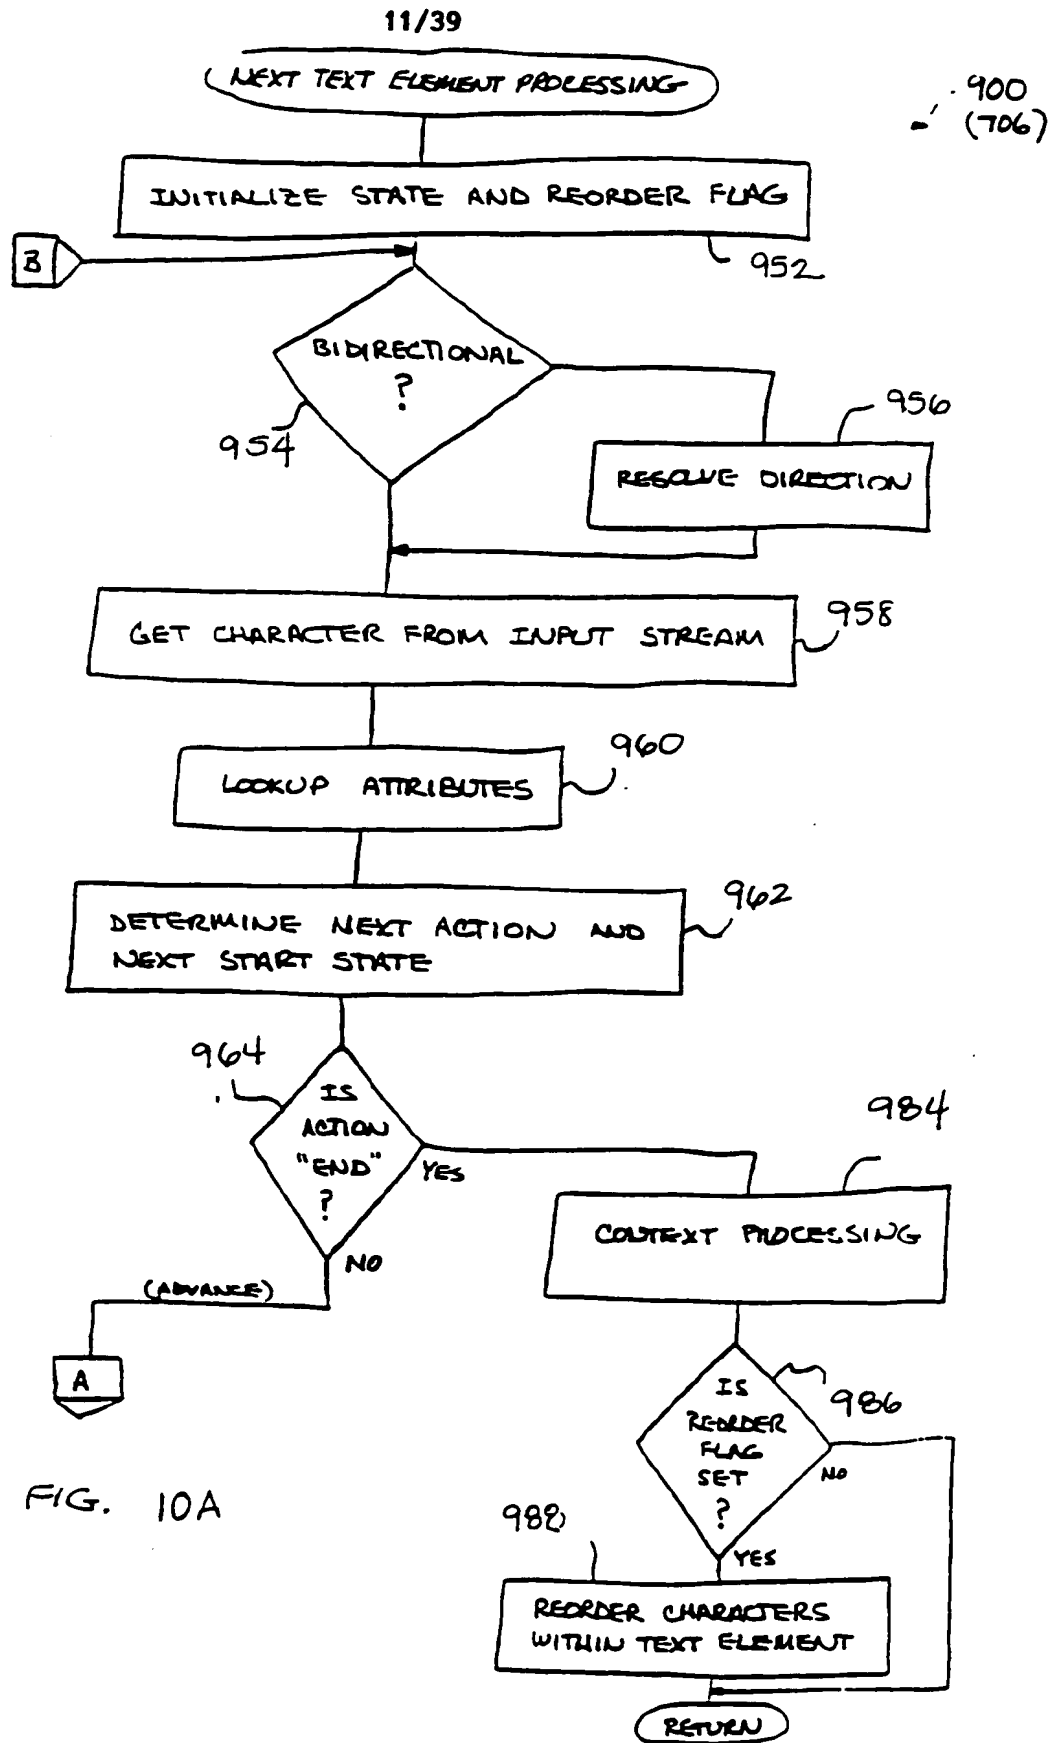 11/39
NEXT TEXT ELEMENT PROCESSING
900
(706)
INITIALIZE STATE AND REORDER FLAG
952
B
BIDIRECTIONAL
?
954
956
RESOLVE DIRECTION
GET CHARACTER FROM INPUT STREAM
958
LOOKUP ATTRIBUTES
960
DETERMINE NEXT ACTION AND
NEXT START STATE
962
964
IS
ACTION
"END"
?
YES
NO
(ADVANCE)
A
984
CONTEXT PROCESSING
IS
REORDER
FLAG
SET
?
986
NO
YES
988
REORDER CHARACTERS
WITHIN TEXT ELEMENT
RETURN
FIG. 10A